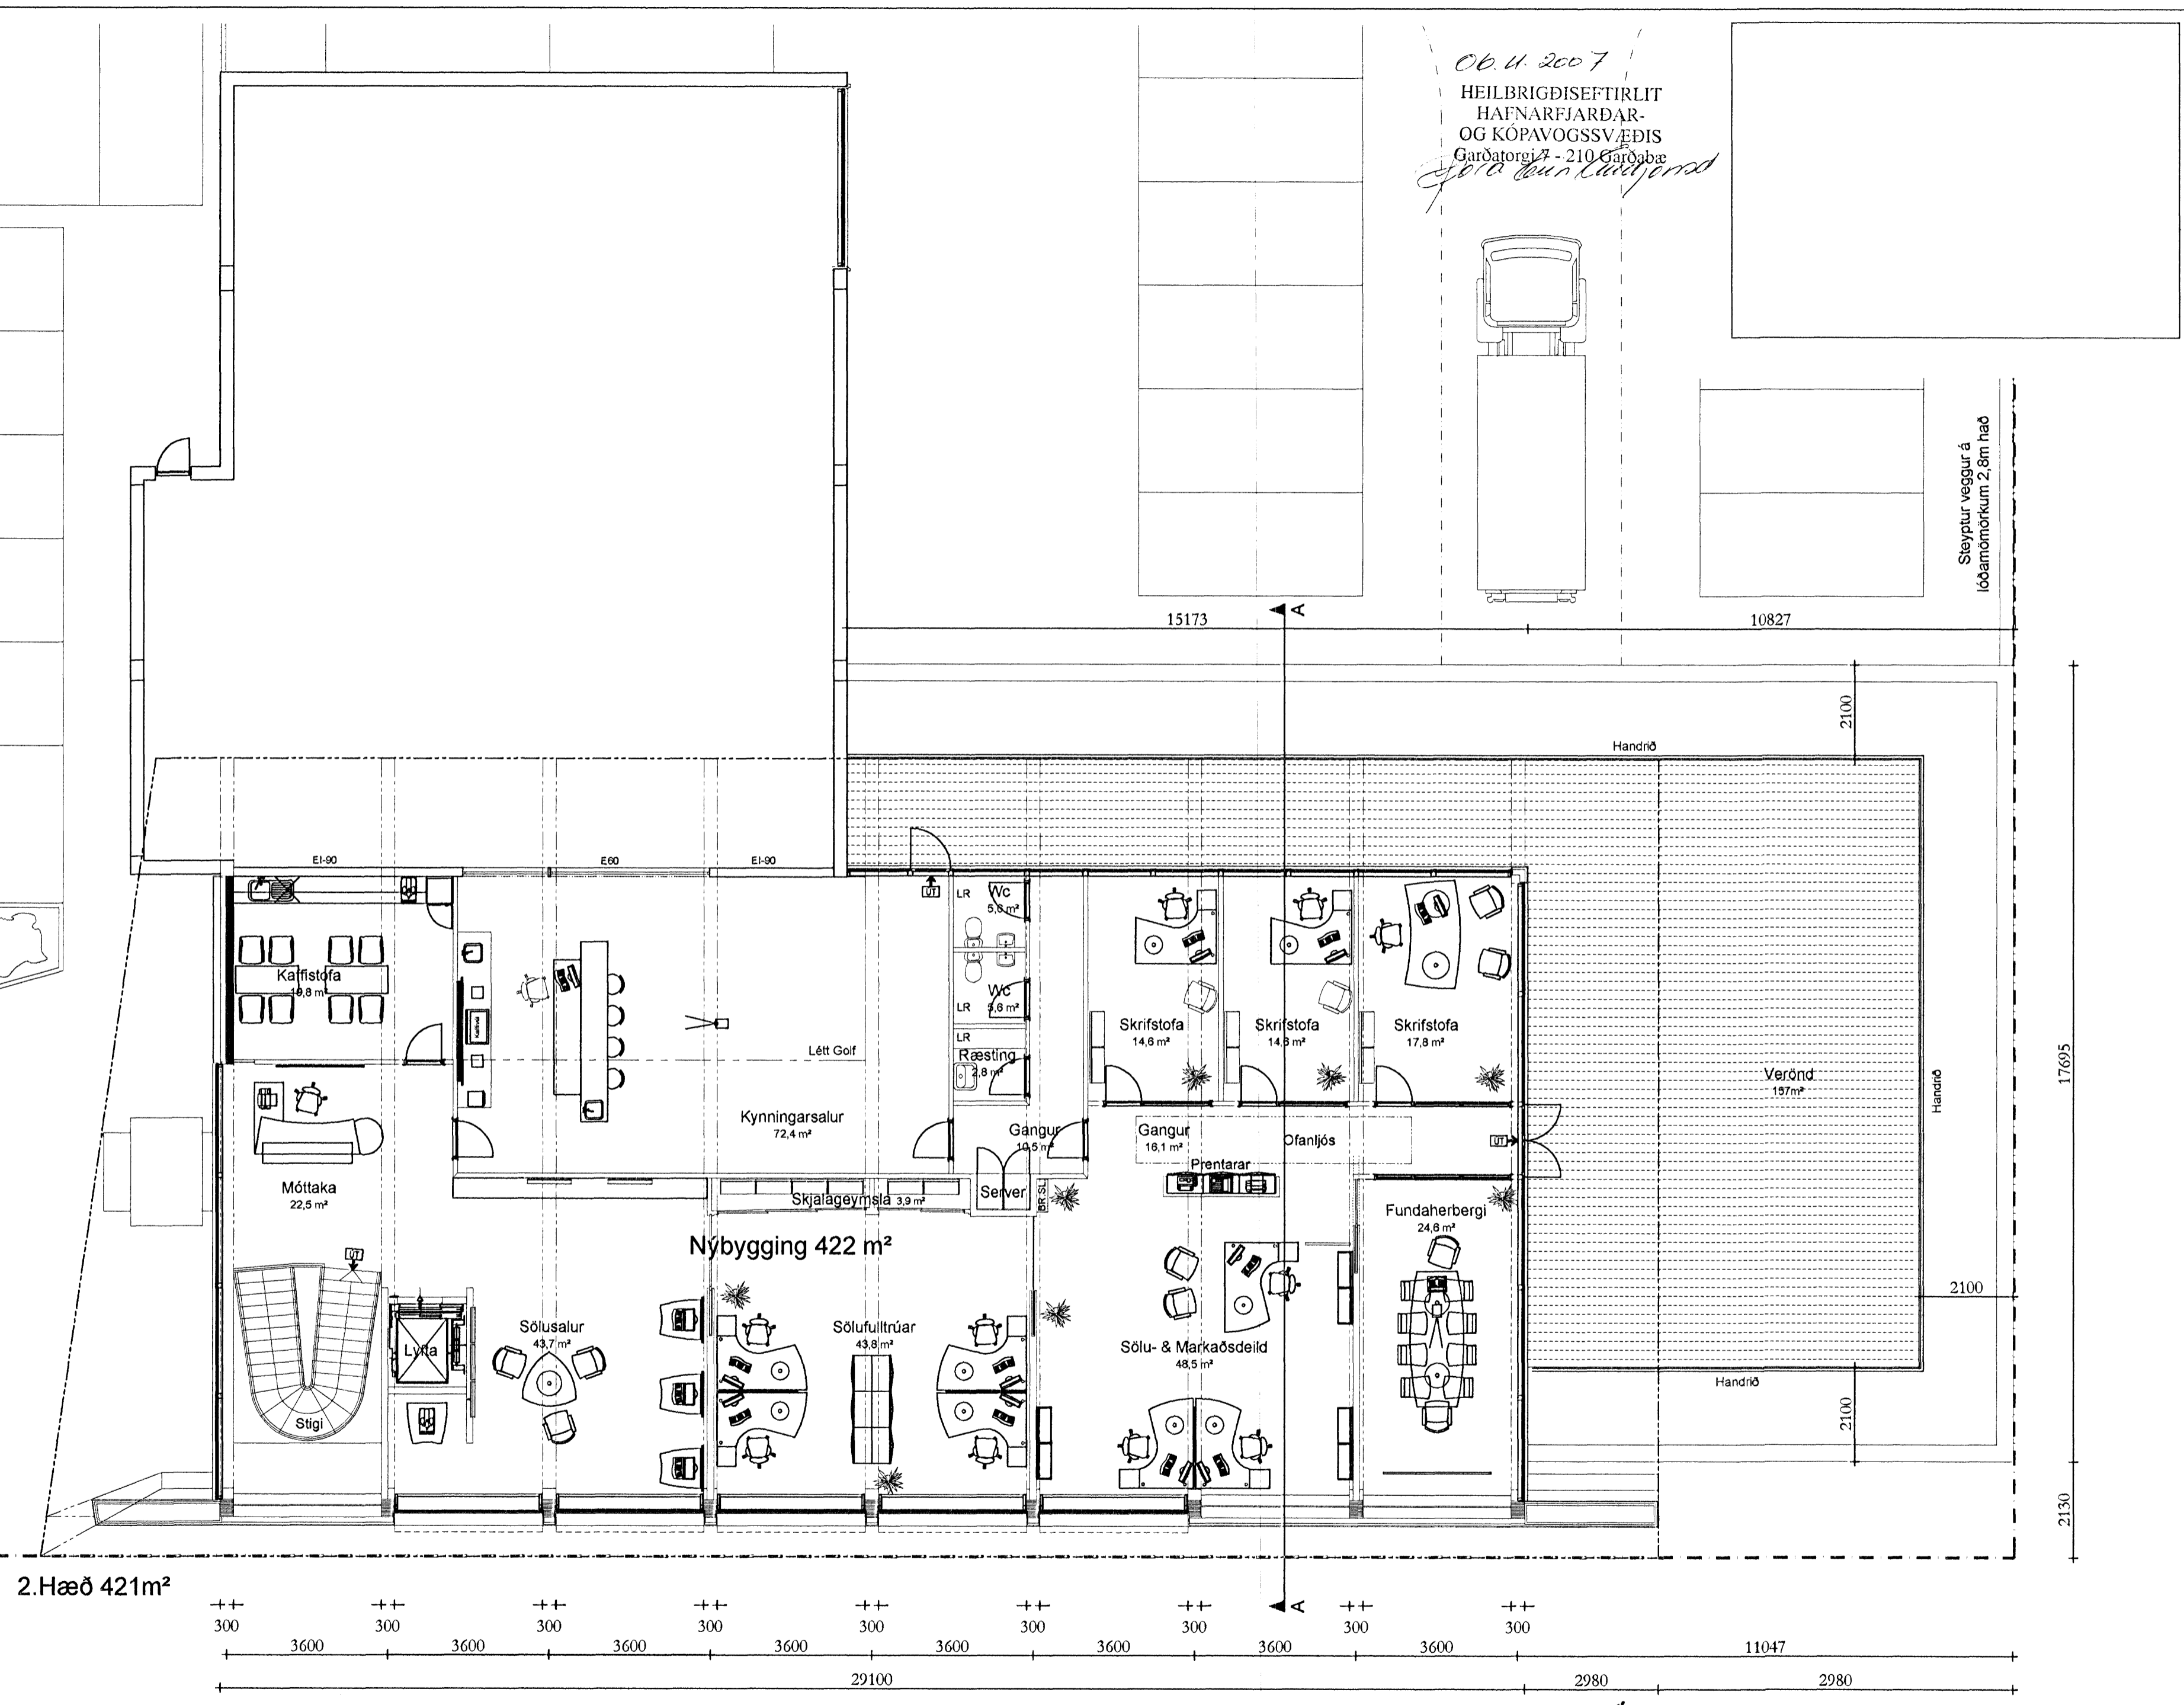 06.11.2007
HEILBRIGÐISEFTIRLIT
HAFNARFJARÐAR-
OG KÓPAVOGSSVÆÐIS
Garðatorgi 7 - 210 Garðabæ
Steyptur veggur á
lóðamömörkum 2,8m hað
A
15173
10827
2100
Handrið
EI-90
E60
EI-90
ÚT
LR
Wc
5,6 m²
Kaffistofa
19,8 m²
LR
Wc
5,6 m²
LR
Ræsting
2,8 m²
Létt Golf
Skrifstofa
14,6 m²
Skrifstofa
14,6 m²
Skrifstofa
17,8 m²
Verönd
157m²
Handrið
17695
Kynningarsalur
72,4 m²
Gangur
10,5 m²
Gangur
16,1 m²
Ofanljós
ÚT
Prentarar
Móttaka
22,5 m²
Skjalageymsla 3,9 m²
Server
BR.SL
Fundaherbergi
24,6 m²
Nýbygging 422 m²
ÚT
2100
Lyfta
Sölusalur
43,7 m²
Sölufulltrúar
43,8 m²
Sölu- & Markaðsdeild
48,5 m²
Handrið
Stigi
2100
2130
2.Hæð 421m²
A
300 300 300 300 300 300 300 300 300
3600 3600 3600 3600 3600 3600 3600 3600 11047
29100 2980 2980